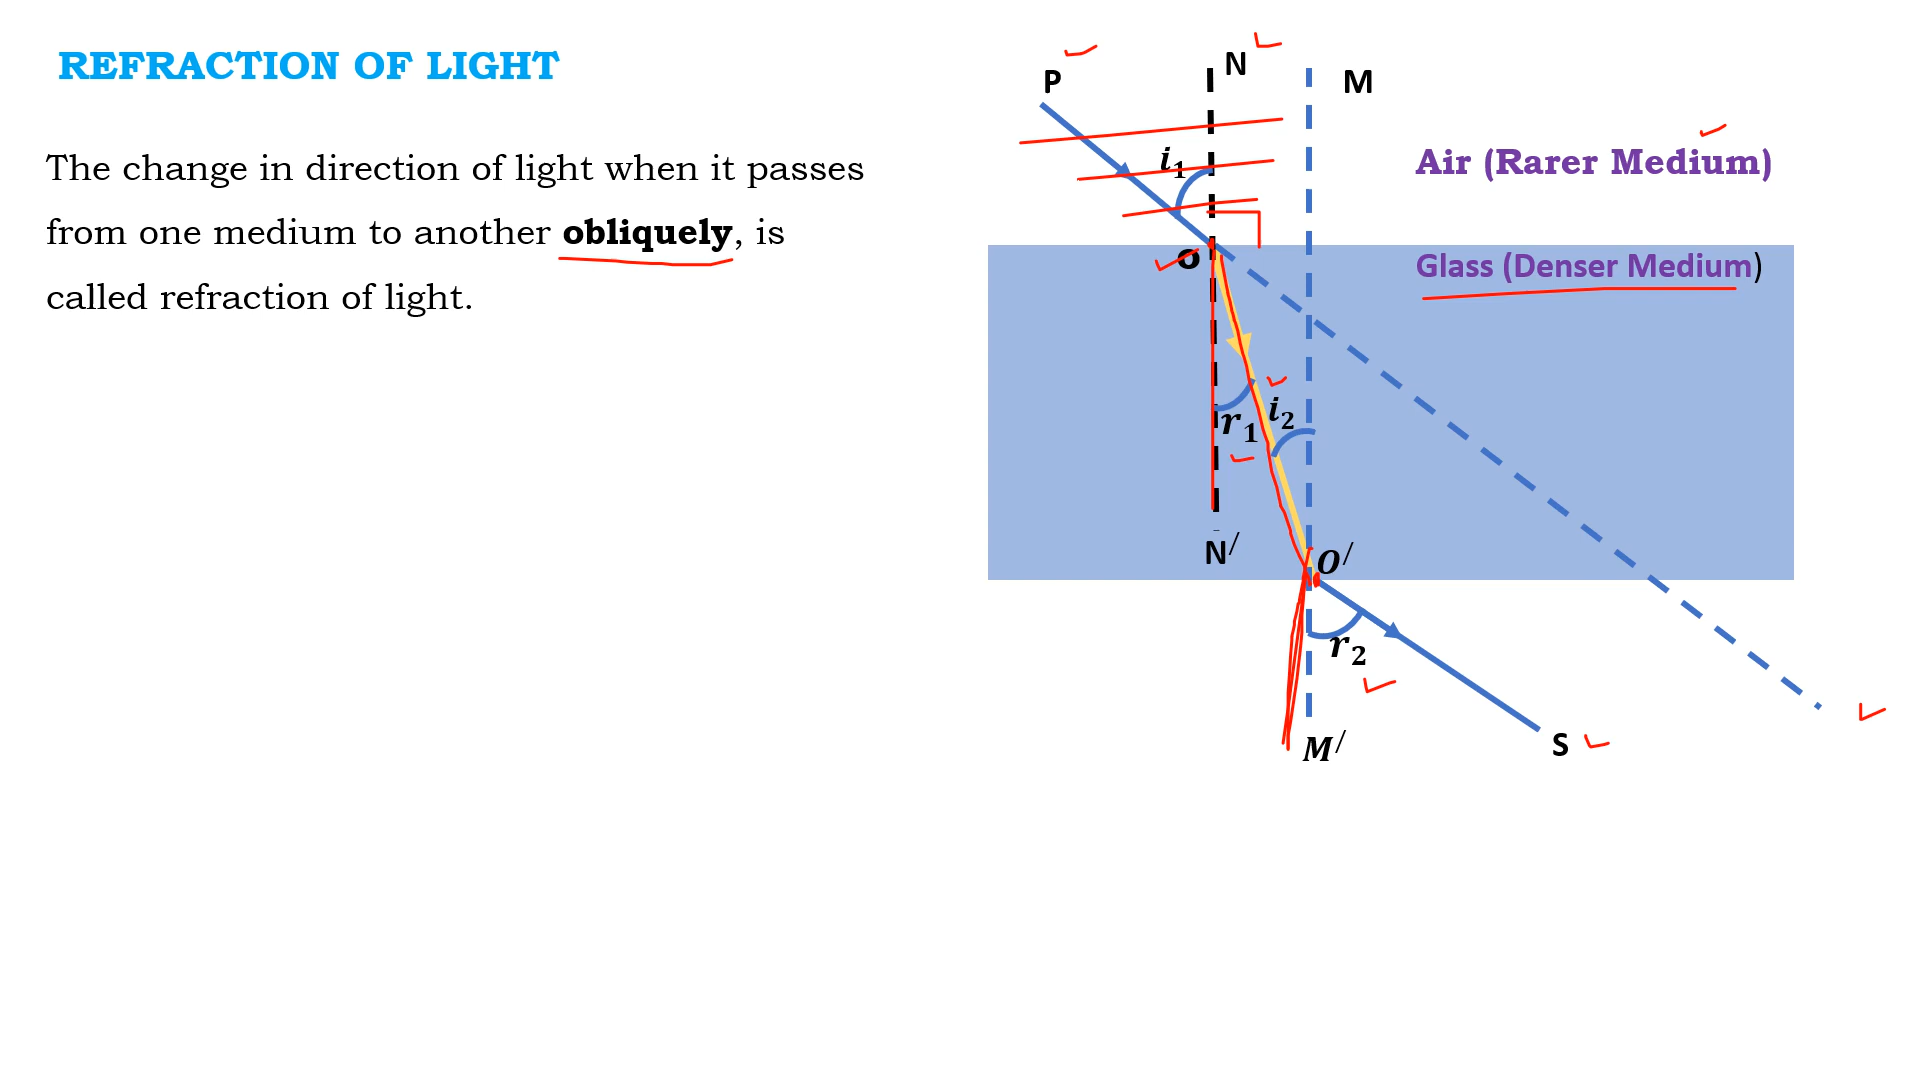 REFRACTION OF LIGHT
The change in direction of light when it passes
from one medium to another obliquely, is
called refraction of light.
P
N
M
i₁
Air (Rarer Medium)
O
Glass (Denser Medium)
r₁
i₂
N/
O/
r₂
M/
S